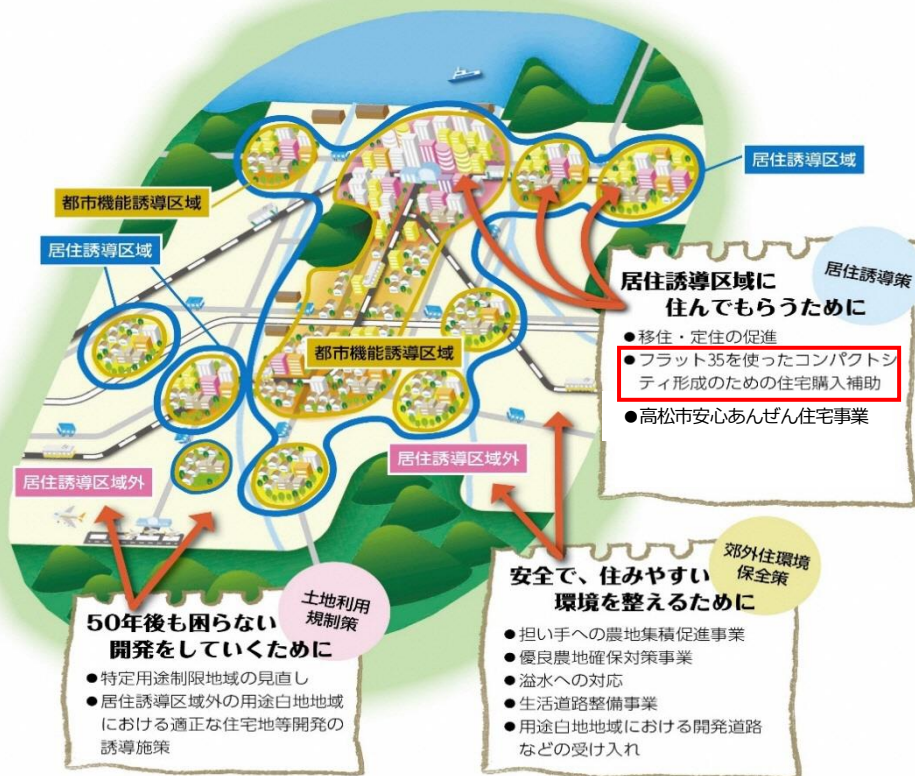 居住誘導区域
都市機能誘導区域
居住誘導区域
都市機能誘導区域
居住誘導区域外
居住誘導区域外
居住誘導策
居住誘導区域に
住んでもらうために
●移住・定住の促進
●フラット35を使ったコンパクトシ
ティ形成のための住宅購入補助
●高松市安心あんぜん住宅事業
土地利用
規制策
50年後も困らない
開発をしていくために
●特定用途制限地域の見直し
●居住誘導区域外の用途白地地域
における適正な住宅地等開発の
誘導施策
郊外住環境
保全策
安全で、住みやすい
環境を整えるために
●担い手への農地集積促進事業
●優良農地確保対策事業
●溢水への対応
●生活道路整備事業
●用途白地地域における開発道路
などの受け入れ